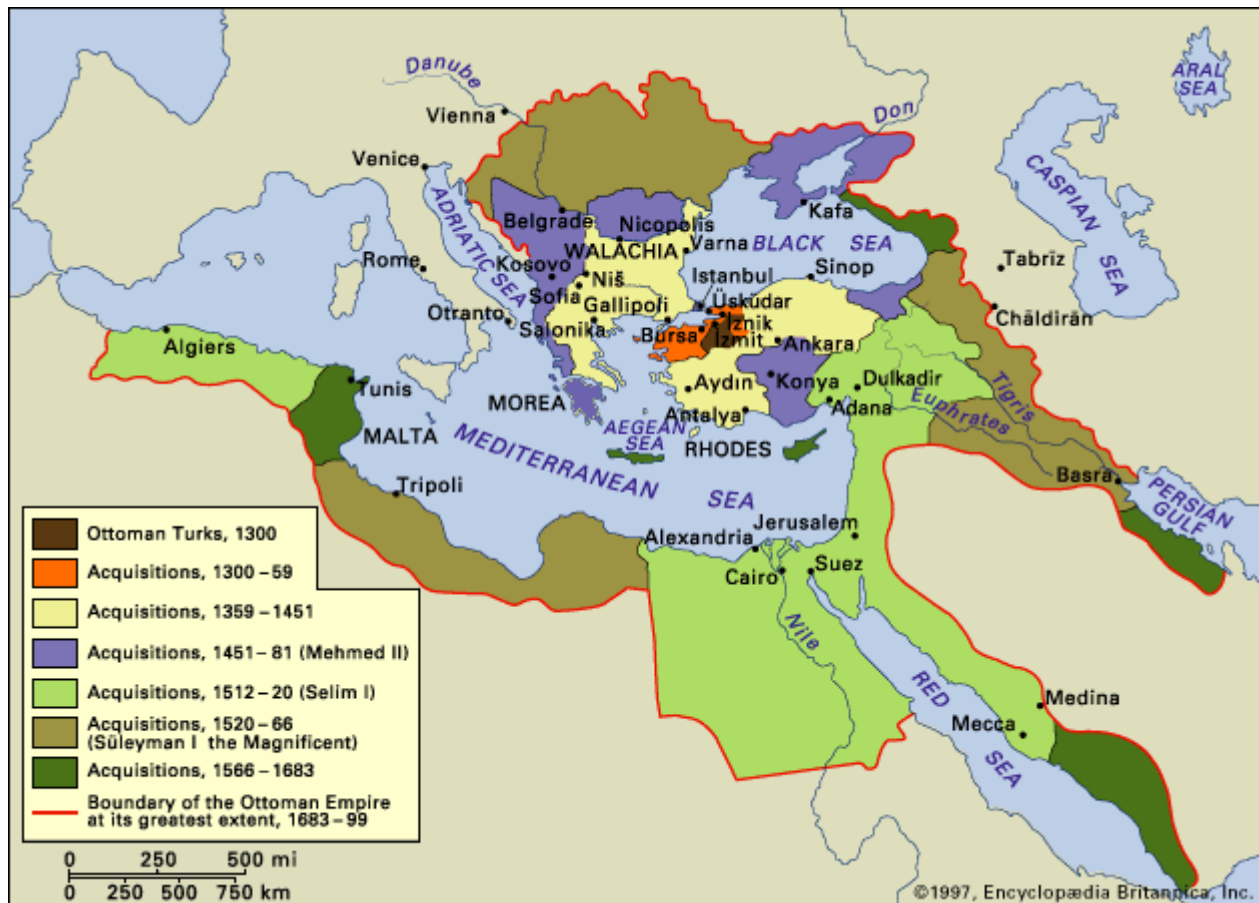 Danube
Vienna
Venice
ADRIATIC SEA
Rome
Otranto
Belgrade
Nicopolis
WALACHIA
Varna
Kosovo
Niš
Sofia
Gallipoli
Salonika
Don
Kafa
BLACK SEA
Sinop
Istanbul
Üsküdar
İznik
Bursa
İzmit
Ankara
Aydın
Konya
Dulkadir
Antalya
Adana
MOREA
AEGEAN
SEA
RHODES
ARAL
SEA
CASPIAN
SEA
Tabrīz
Chāldirān
Tigris
Euphrates
Basra
PERSIAN
GULF
Algiers
Tunis
MALTA
MEDITERRANEAN SEA
Tripoli
Alexandria
Jerusalem
Cairo
Suez
Nile
RED
SEA
Medina
Mecca
Ottoman Turks, 1300
Acquisitions, 1300–59
Acquisitions, 1359–1451
Acquisitions, 1451–81 (Mehmed II)
Acquisitions, 1512–20 (Selim I)
Acquisitions, 1520–66
(Süleyman I the Magnificent)
Acquisitions, 1566–1683
Boundary of the Ottoman Empire
at its greatest extent, 1683–99
0 250 500 mi
0 250 500 750 km
©1997, Encyclopædia Britannica, Inc.